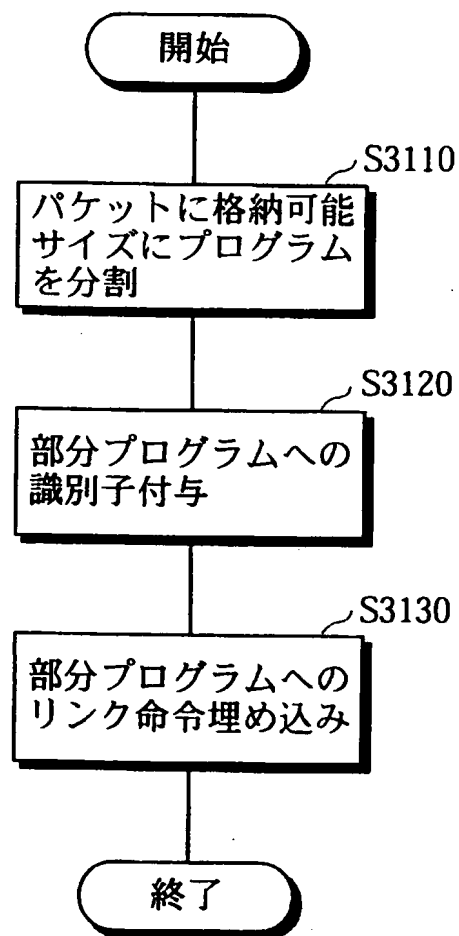 開始
S3110
パケットに格納可能
サイズにプログラム
を分割
S3120
部分プログラムへの
識別子付与
S3130
部分プログラムへの
リンク命令埋め込み
終了